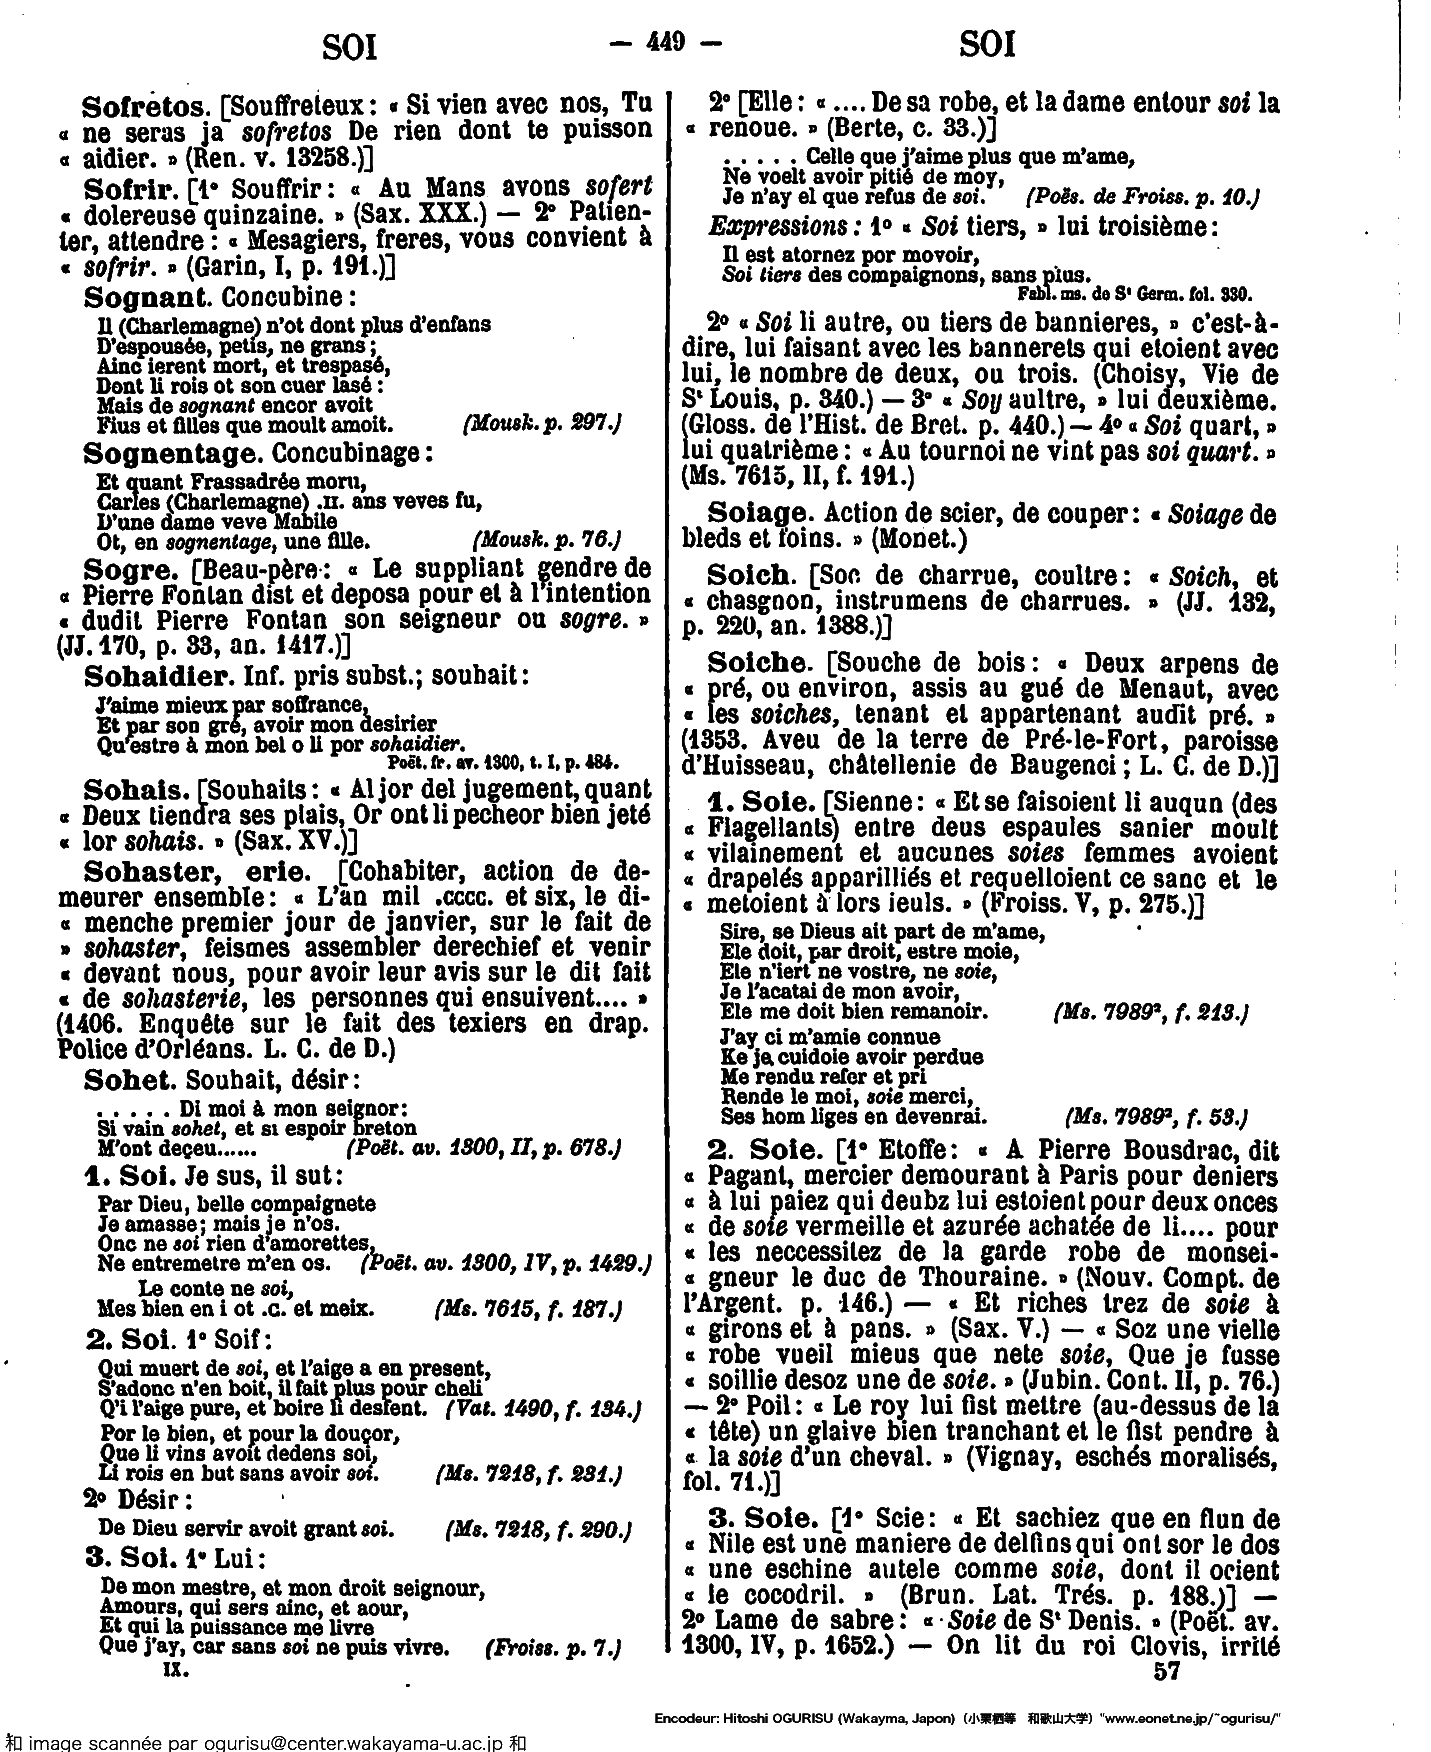 SOI — 449 — SOI
Sofretos. [Souffreteux : « Si vien avec nos, Tu
« ne seras ja sofretos De rien dont te puisson
« aidier. » (Ren. v. 13258.)]
Sofrir. [1° Souffrir : « Au Mans avons sofert
« dolereuse quinzaine. » (Sax. XXX.) — 2° Patien-
ter, attendre : « Mesagiers, freres, vous convient à
« sofrir. » (Garin, I, p. 191.)]
Sognant. Concubine :
Il (Charlemagne) n'ot dont plus d'enfans
D'espousée, petis, ne grans ;
Ainc ierent mort, et trespasé,
Dont li rois ot son cuer lasé :
Mais de sognant encor avoit
Fius et filles que moult amoit. (Mousk. p. 297.)
Sognentage. Concubinage :
Et quant Frassadrée moru,
Carles (Charlemagne) .II. ans veves fu,
D'une dame veve Mabile
Ot, en sognentage, une fille. (Mousk. p. 76.)
Sogre. [Beau-père : « Le suppliant gendre de
« Pierre Fontan dist et deposa pour et à l'intention
« dudit Pierre Fontan son seigneur ou sogre. »
(JJ. 170, p. 33, an. 1417.)]
Sohaidier. Inf. pris subst.; souhait :
J'aime mieux par soffrance,
Et par son gré, avoir mon desirier
Qu'estre à mon bel o li por sohaidier.
Poët. fr. av. 1300, t. I, p. 484.
Sohais. [Souhaits : « Al jor del jugement, quant
« Deux tiendra ses plais, Or ont li pecheor bien jeté
« lor sohais. » (Sax. XV.)]
Sohaster, erie. [Cohabiter, action de de-
meurer ensemble : « L'an mil .cccc. et six, le di-
« menche premier jour de janvier, sur le fait de
» sohaster, feismes assembler derechief et venir
« devant nous, pour avoir leur avis sur le dit fait
« de sohasterie, les personnes qui ensuivent.... »
(1406. Enquête sur le fait des texiers en drap.
Police d'Orléans. L. C. de D.)
Sohet. Souhait, désir :
. . . . . Di moi à mon seignor:
Si vain sohet, et si espoir breton
M'ont deçeu...... (Poët. av. 1300, II, p. 678.)
1. Soi. Je sus, il sut :
Par Dieu, belle compaignete
Je amasse ; mais je n'os.
Onc ne soi rien d'amorettes,
Ne entremetre m'en os. (Poët. av. 1300, IV, p. 1429.)
Le conte ne soi,
Mes bien en i ot .c. et meix. (Ms. 7615, f. 187.)
2. Soi. 1° Soif :
Qui muert de soi, et l'aige a en present,
S'adonc n'en boit, il fait plus pour cheli
Q'i l'aige pure, et boire li desfent. (Vat. 1490, f. 134.)
Por le bien, et pour la douçor,
Que li vins avoit dedens soi,
Li rois en but sans avoir soi. (Ms. 7218, f. 231.)
2° Désir :
De Dieu servir avoit grant soi. (Ms. 7218, f. 290.)
3. Soi. 1° Lui :
De mon mestre, et mon droit seignour,
Amours, qui sers ainc, et aour,
Et qui la puissance me livre
Que j'ay, car sans soi ne puis vivre. (Froiss. p. 7.)
IX.
2° [Elle : « .... De sa robe, et la dame entour soi la
« renoue. » (Berte, c. 33.)]
. . . . . Celle que j'aime plus que m'ame,
Ne voelt avoir pitié de moy,
Je n'ay el que refus de soi. (Poës. de Froiss. p. 10.)
Expressions : 1° « Soi tiers, » lui troisième :
Il est atornez por movoir,
Soi tiers des compaignons, sans plus.
Fabl. ms. de St Germ. fol. 330.
2° « Soi li autre, ou tiers de bannieres, » c'est-à-
dire, lui faisant avec les bannerets qui etoient avec
lui, le nombre de deux, ou trois. (Choisy, Vie de
St Louis, p. 340.) — 3° « Soy aultre, » lui deuxième.
(Gloss. de l'Hist. de Bret. p. 440.) — 4° « Soi quart, »
lui quatrième : « Au tournoi ne vint pas soi quart. »
(Ms. 7615, II, f. 191.)
Soiage. Action de scier, de couper : « Soiage de
bleds et foins. » (Monet.)
Soich. [Soc de charrue, coultre : « Soich, et
« chasgnon, instrumens de charrues. » (JJ. 132,
p. 220, an. 1388.)]
Soiche. [Souche de bois : « Deux arpens de
« pré, ou environ, assis au gué de Menaut, avec
« les soiches, tenant et appartenant audit pré. »
(1353. Aveu de la terre de Pré-le-Fort, paroisse
d'Huisseau, châtellenie de Baugenci ; L. C. de D.)]
1. Soie. [Sienne : « Et se faisoient li auqun (des
« Flagellants) entre deus espaules sanier moult
« vilainement et aucunes soies femmes avoient
« drapelés apparilliés et requelloient ce sanc et le
« metoient à lors ieuls. » (Froiss. V, p. 275.)]
Sire, se Dieus ait part de m'ame,
Ele doit, par droit, estre moie,
Ele n'iert ne vostre, ne soie,
Je l'acatai de mon avoir,
Ele me doit bien remanoir. (Ms. 7989², f. 213.)
J'ay ci m'amie connue
Ke je cuidoie avoir perdue
Me rendu refer et pri
Rende le moi, soie merci,
Ses hom liges en devenrai. (Ms. 7989², f. 53.)
2. Soie. [1° Etoffe : « A Pierre Bousdrac, dit
« Pagant, mercier demourant à Paris pour deniers
« à lui paiez qui deubz lui estoient pour deux onces
« de soie vermeille et azurée achatée de li.... pour
« les neccessitez de la garde robe de monsei-
« gneur le duc de Thouraine. » (Nouv. Compt. de
l'Argent. p. 146.) — « Et riches trez de soie à
« girons et à pans. » (Sax. V.) — « Soz une vielle
« robe vueil mieus que nete soie, Que je fusse
« soillie desoz une de soie. » (Jubin. Cont. II, p. 76.)
— 2° Poil : « Le roy lui fist mettre (au-dessus de la
« tête) un glaive bien tranchant et le fist pendre à
« la soie d'un cheval. » (Vignay, eschés moralisés,
fol. 71.)]
3. Soie. [1° Scie : « Et sachiez que en flun de
« Nile est une maniere de delfins qui ont sor le dos
« une eschine autele comme soie, dont il ocient
« le cocodril. » (Brun. Lat. Trés. p. 188.)] —
2° Lame de sabre : « Soie de St Denis. » (Poët. av.
1300, IV, p. 1652.) — On lit du roi Clovis, irrité
57
Encodeur: Hitoshi OGURISU (Wakayma, Japon) (小栗栖等 和歌山大学) "www.eonet.ne.jp/~ogurisu/"
和 image scannée par ogurisu@center.wakayama-u.ac.jp 和